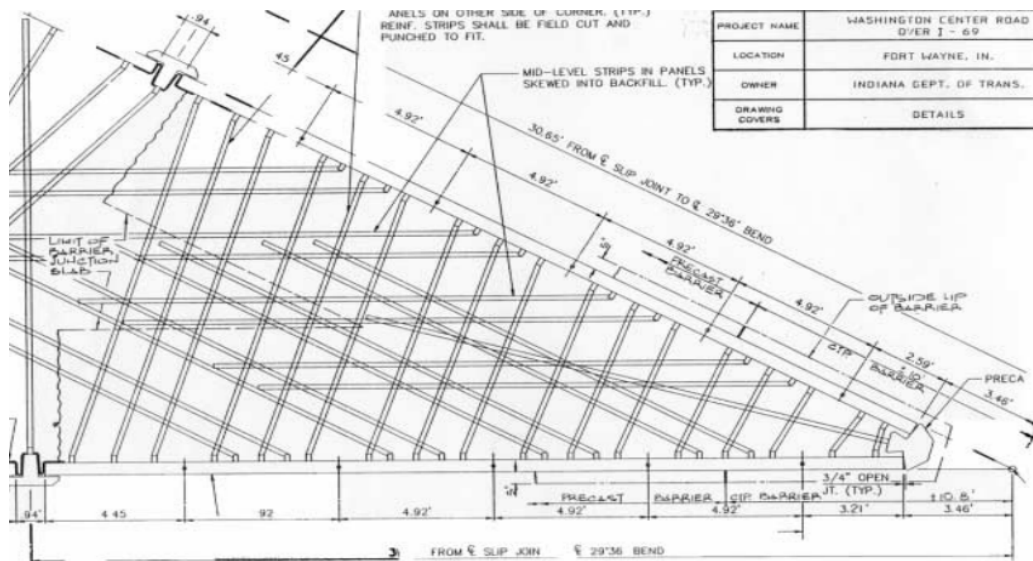 ANELS ON OTHER SIDE OF CORNER. (TYP.)
REINF. STRIPS SHALL BE FIELD CUT AND
PUNCHED TO FIT.
PROJECT NAME
WASHINGTON CENTER ROAD
OVER I - 69
LOCATION
FORT WAYNE, IN.
OWNER
INDIANA DEPT. OF TRANS.
DRAWING
COVERS
DETAILS
.94
45
MID-LEVEL STRIPS IN PANELS
SKEWED INTO BACKFILL. (TYP.)
4.92'
30.65' FROM ℄ SLIP JOINT TO ℄ 29°36' BEND
4.92'
4.92'
PRECAST
BARRIER
4.92'
OUTSIDE LIP
OF BARRIER
C.I.P.
BARRIER
2.59'
3.46'
PRECA
LIMIT OF
BARRIER
JUNCTION
SLAB
3/4" OPEN
JT. (TYP.)
PRECAST BARRIER CIP BARRIER
±10.8'
.94' 4.45 92 4.92' 4.92' 4.92' 3.21' 3.46'
3 FROM ℄ SLIP JOIN ℄ 29°36 BEND